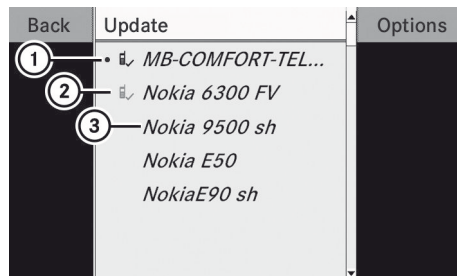 Back Update Options
1 MB-COMFORT-TEL...
2 Nokia 6300 FV
3 Nokia 9500 sh
Nokia E50
NokiaE90 sh